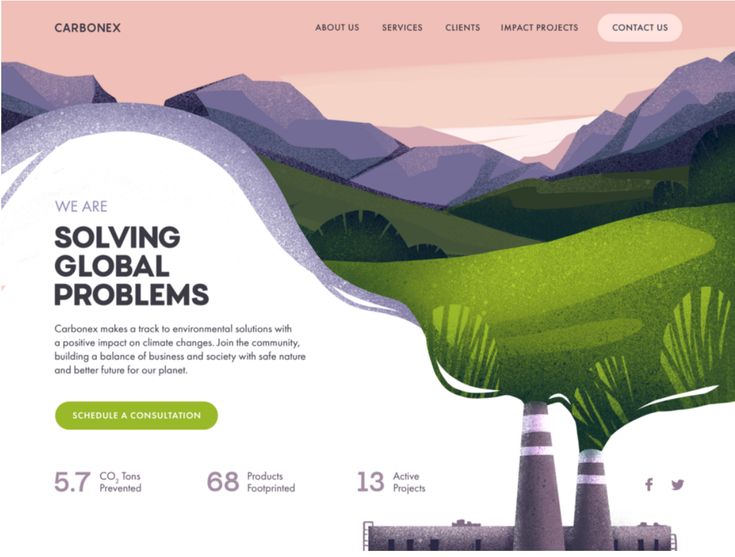 CARBONEX
ABOUT US
SERVICES
CLIENTS
IMPACT PROJECTS
CONTACT US
WE ARE
SOLVING
GLOBAL
PROBLEMS
Carbonex makes a track to environmental solutions with
a positive impact on climate changes. Join the community,
building a balance of business and society with safe nature
and better future for our planet.
SCHEDULE A CONSULTATION
5.7
CO₂ Tons
Prevented
68
Products
Footprinted
13
Active
Projects